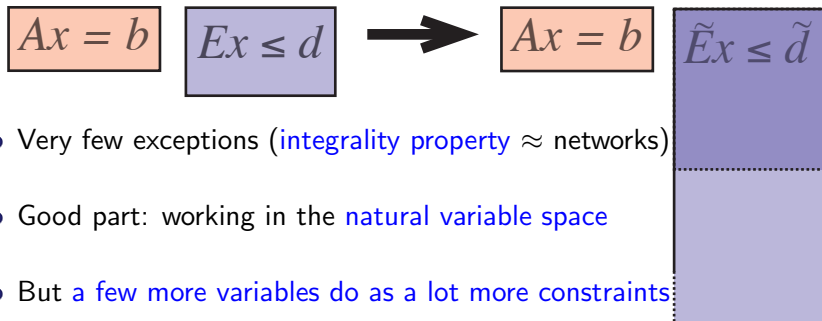 Ax = b Ex ≤ d Ax = b Ẽx ≤ d̃
• Very few exceptions (integrality property ≈ networks)
• Good part: working in the natural variable space
• But a few more variables do as a lot more constraints